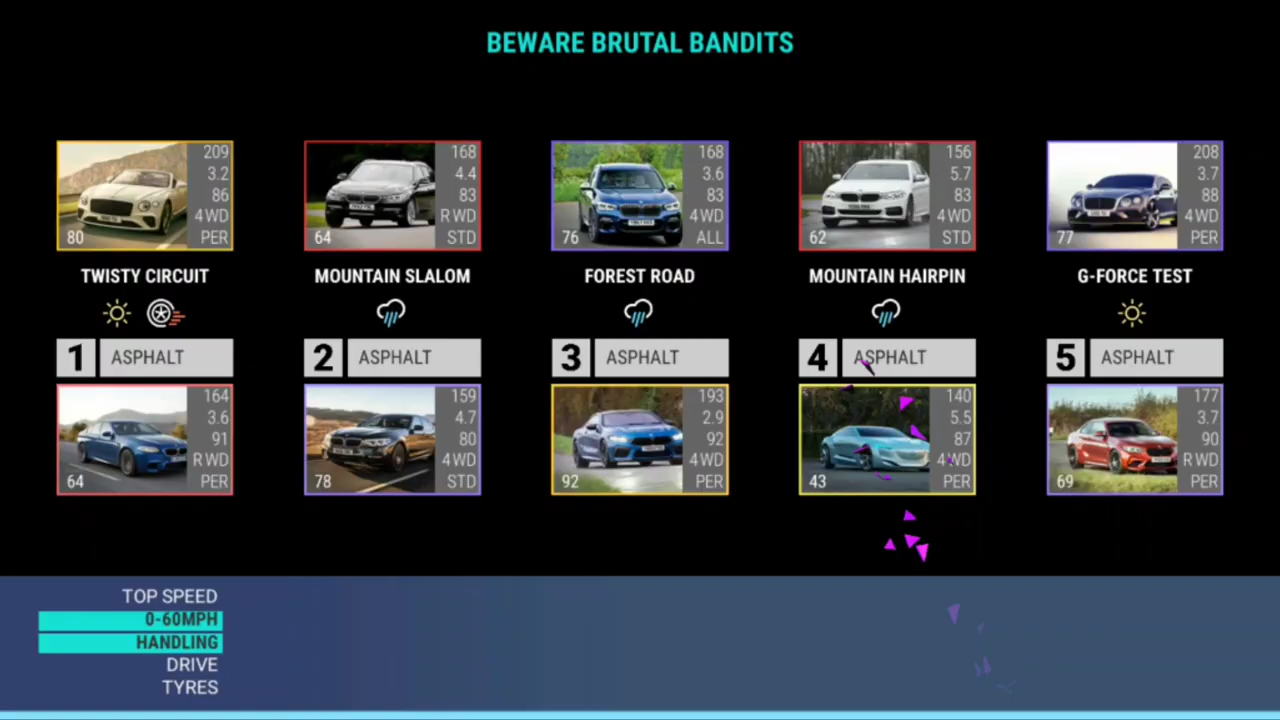 BEWARE BRUTAL BANDITS
209
3.2
86
4WD
80 PER
168
4.4
83
RWD
64 STD
168
3.6
83
4WD
76 ALL
156
5.7
83
4WD
62 STD
208
3.7
88
4WD
77 PER
TWISTY CIRCUIT
MOUNTAIN SLALOM
FOREST ROAD
MOUNTAIN HAIRPIN
G-FORCE TEST
1 ASPHALT
2 ASPHALT
3 ASPHALT
4 ASPHALT
5 ASPHALT
164
3.6
91
RWD
64 PER
159
4.7
80
4WD
78 STD
193
2.9
92
4WD
92 PER
140
5.5
87
4WD
43 PER
177
3.7
90
RWD
69 PER
TOP SPEED
0-60MPH
HANDLING
DRIVE
TYRES